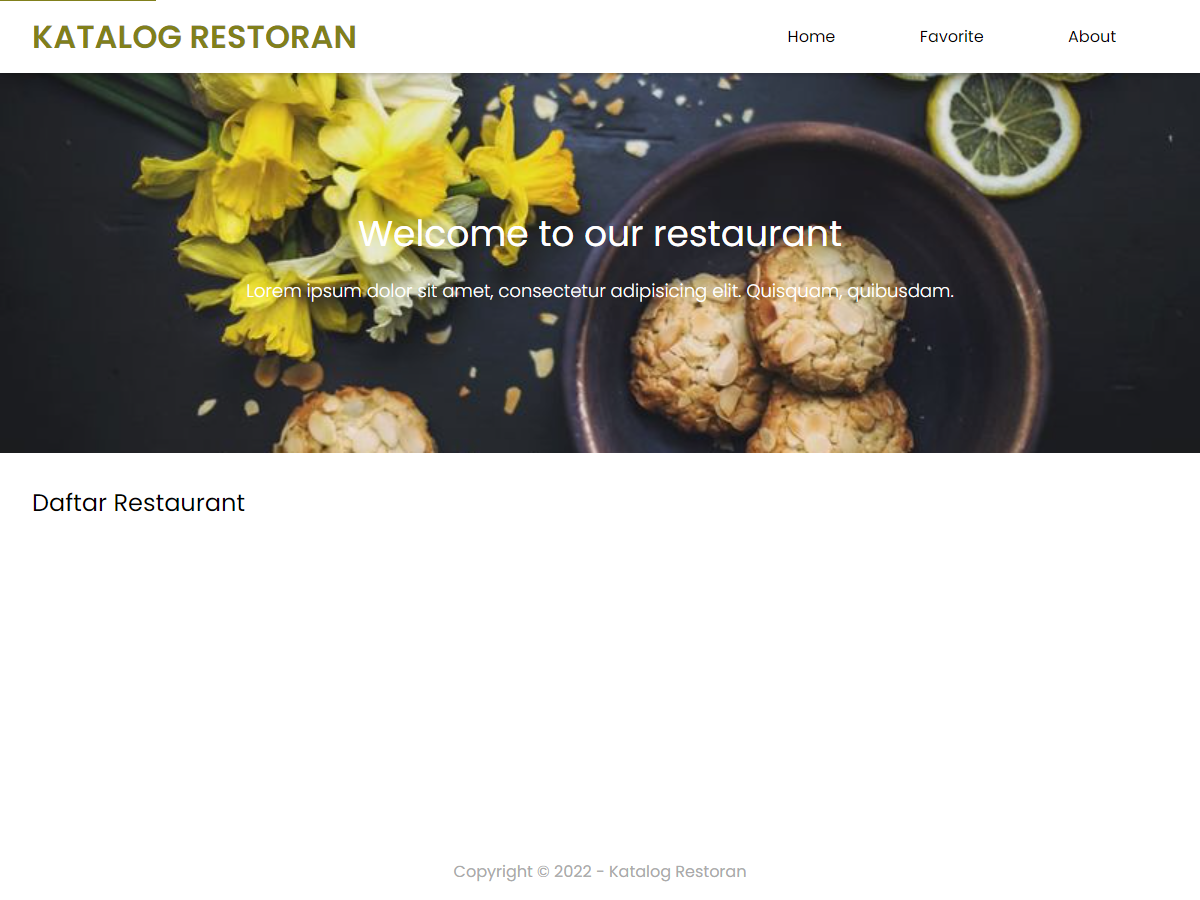 KATALOG RESTORAN
Home Favorite About
Welcome to our restaurant
Lorem ipsum dolor sit amet, consectetur adipisicing elit. Quisquam, quibusdam.
Daftar Restaurant
Copyright © 2022 - Katalog Restoran